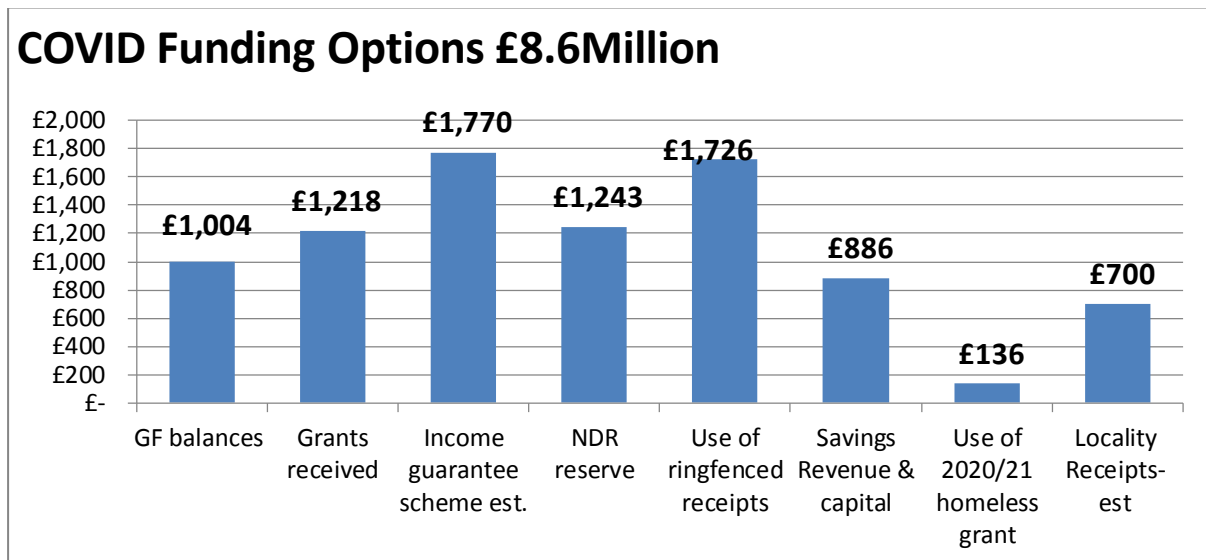 COVID Funding Options £8.6Million
£2,000
£1,800
£1,600
£1,400
£1,200
£1,000
£800
£600
£400
£200
£-
£1,004
£1,218
£1,770
£1,243
£1,726
£886
£136
£700
GF balances
Grants
received
Income
guarantee
scheme est.
NDR
reserve
Use of
ringfenced
receipts
Savings
Revenue &
capital
Use of
2020/21
homeless
grant
Locality
Receipts-
est